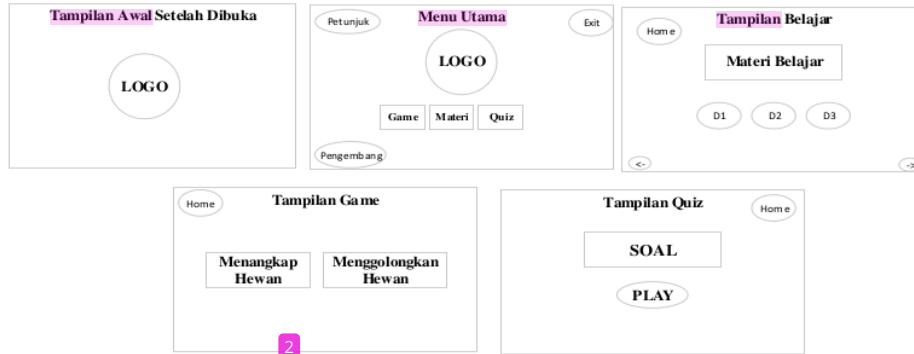 Tampilan Awal Setelah Dibuka
LOGO
Petunjuk
Menu Utama
Exit
LOGO
Game
Materi
Quiz
Pengembang
Tampilan Belajar
Home
Materi Belajar
D1
D2
D3
<-
->
Home
Tampilan Game
Menangkap
Hewan
Menggolongkan
Hewan
2
Tampilan Quiz
Home
SOAL
PLAY